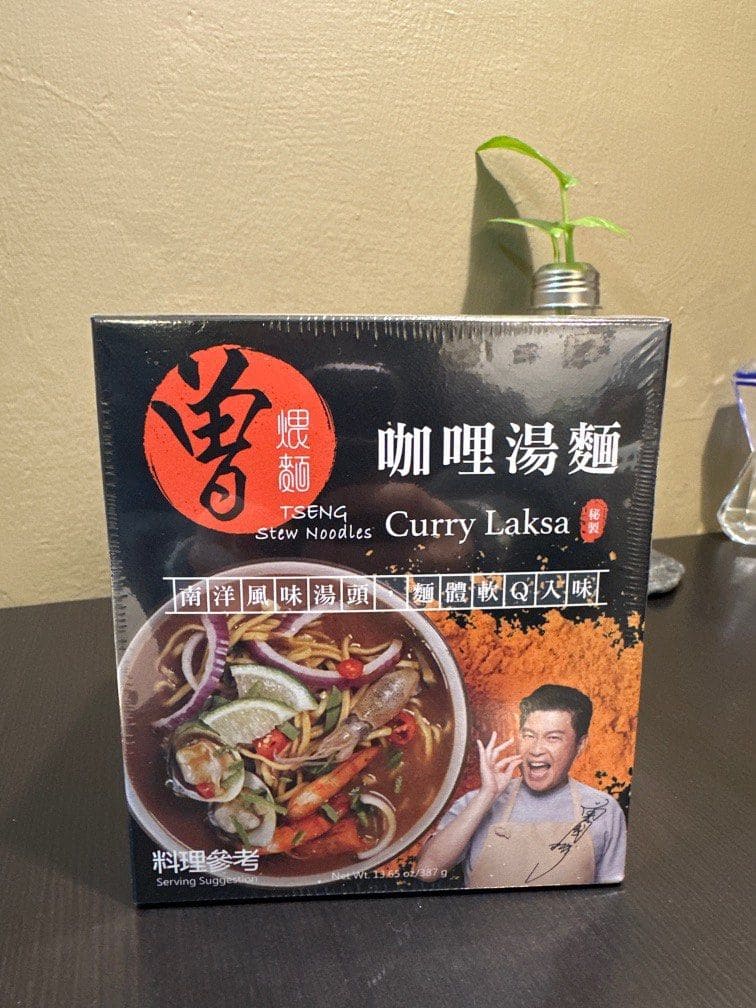 曾
煨麵
TSENG
Stew Noodles
咖哩湯麵
Curry Laksa
秘製
南洋風味湯頭，麵體軟Q入味
料理參考
Serving Suggestion
Net Wt. 13.65 oz/387 g